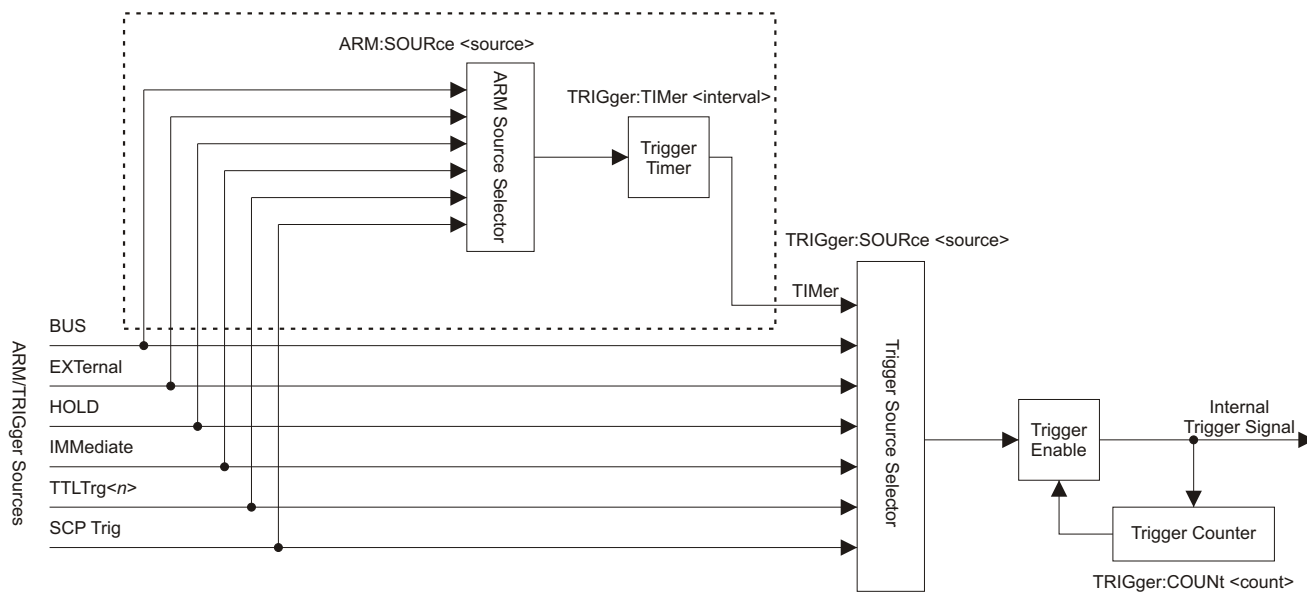 ARM:SOURce <source>
ARM Source Selector
TRIGger:TIMer <interval>
Trigger
Timer
TRIGger:SOURce <source>
TIMer
Trigger Source Selector
ARM/TRIGger Sources
BUS
EXTernal
HOLD
IMMediate
TTLTrg<n>
SCP Trig
Trigger
Enable
Internal
Trigger Signal
Trigger Counter
TRIGger:COUNt <count>